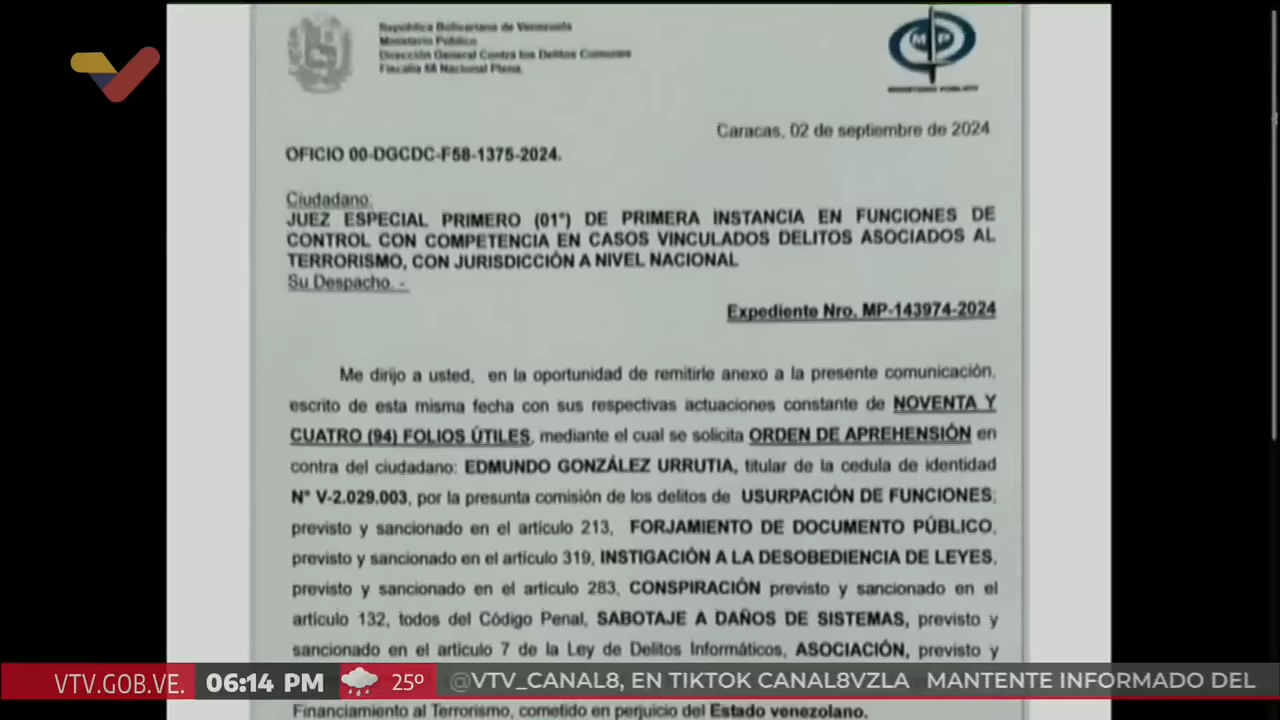 República Bolivariana de Venezuela
Ministerio Público
Dirección General Contra los Delitos Comunes
Fiscalía 58 Nacional Plena.
MP
MINISTERIO PÚBLICO
Caracas, 02 de septiembre de 2024
OFICIO 00-DGCDC-F58-1375-2024.
Ciudadano:
JUEZ ESPECIAL PRIMERO (01°) DE PRIMERA INSTANCIA EN FUNCIONES DE
CONTROL CON COMPETENCIA EN CASOS VINCULADOS DELITOS ASOCIADOS AL
TERRORISMO, CON JURISDICCIÓN A NIVEL NACIONAL
Su Despacho. -
Expediente Nro. MP-143974-2024
Me dirijo a usted, en la oportunidad de remitirle anexo a la presente comunicación,
escrito de esta misma fecha con sus respectivas actuaciones constante de NOVENTA Y
CUATRO (94) FOLIOS ÚTILES, mediante el cual se solicita ORDEN DE APREHENSIÓN en
contra del ciudadano: EDMUNDO GONZÁLEZ URRUTIA, titular de la cedula de identidad
N° V-2.029.003, por la presunta comisión de los delitos de USURPACIÓN DE FUNCIONES;
previsto y sancionado en el artículo 213, FORJAMIENTO DE DOCUMENTO PÚBLICO,
previsto y sancionado en el artículo 319, INSTIGACIÓN A LA DESOBEDIENCIA DE LEYES,
previsto y sancionado en el artículo 283, CONSPIRACIÓN previsto y sancionado en el
artículo 132, todos del Código Penal, SABOTAJE A DAÑOS DE SISTEMAS, previsto y
sancionado en el artículo 7 de la Ley de Delitos Informáticos, ASOCIACIÓN, previsto y
VTV.GOB.VE. 06:14 PM 25° @VTV_CANAL8, EN TIKTOK CANAL8VZLA MANTENTE INFORMADO DEL
Financiamiento al Terrorismo, cometido en perjuicio del Estado venezolano.